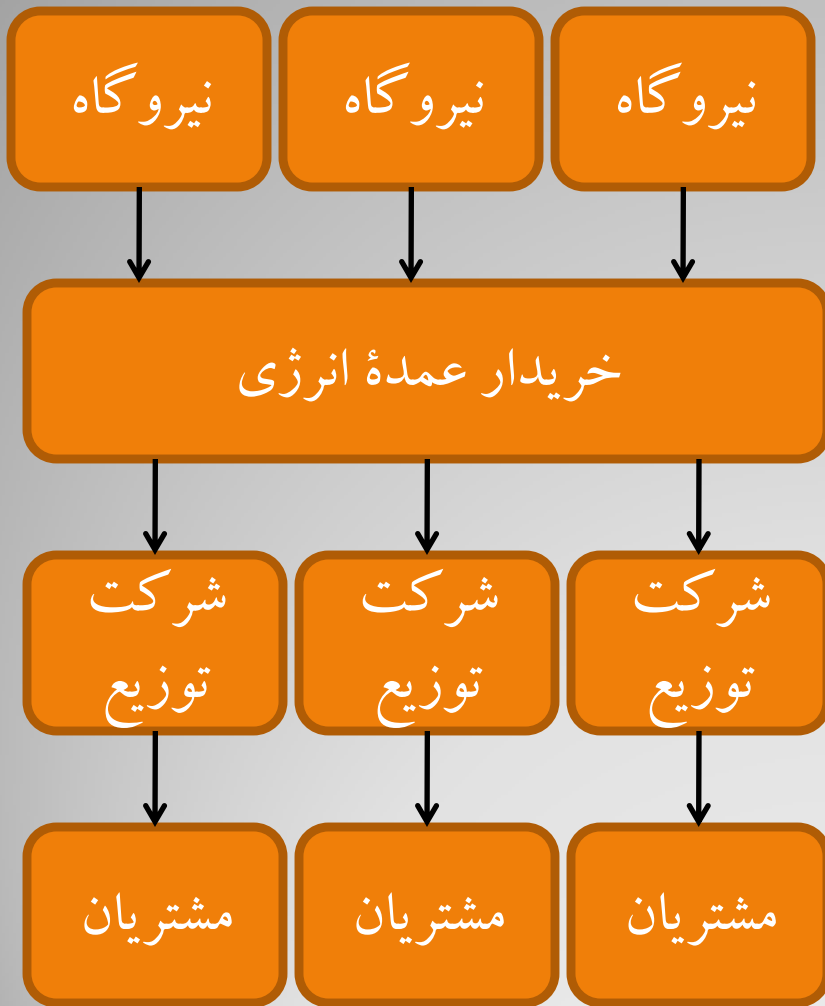 نیروگاه
نیروگاه
نیروگاه
خریدار عمدهٔ انرژی
شرکت
توزیع
شرکت
توزیع
شرکت
توزیع
مشتریان
مشتریان
مشتریان